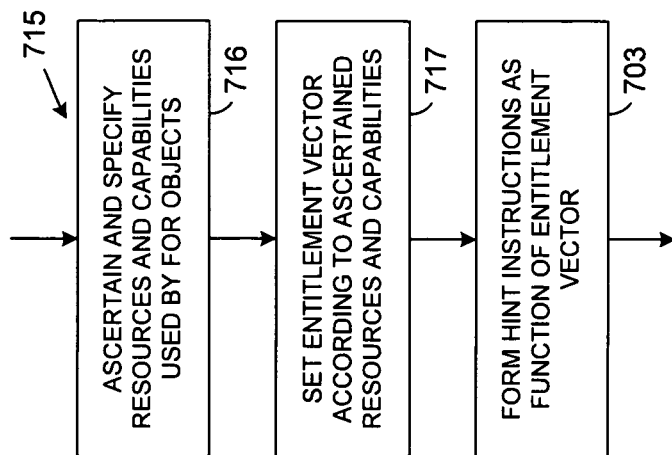 715
ASCERTAIN AND SPECIFY
RESOURCES AND CAPABILITIES
USED BY FOR OBJECTS
716
SET ENTITLEMENT VECTOR
ACCORDING TO ASCERTAINED
RESOURCES AND CAPABILITIES
717
FORM HINT INSTRUCTIONS AS
FUNCTION OF ENTITLEMENT
VECTOR
703